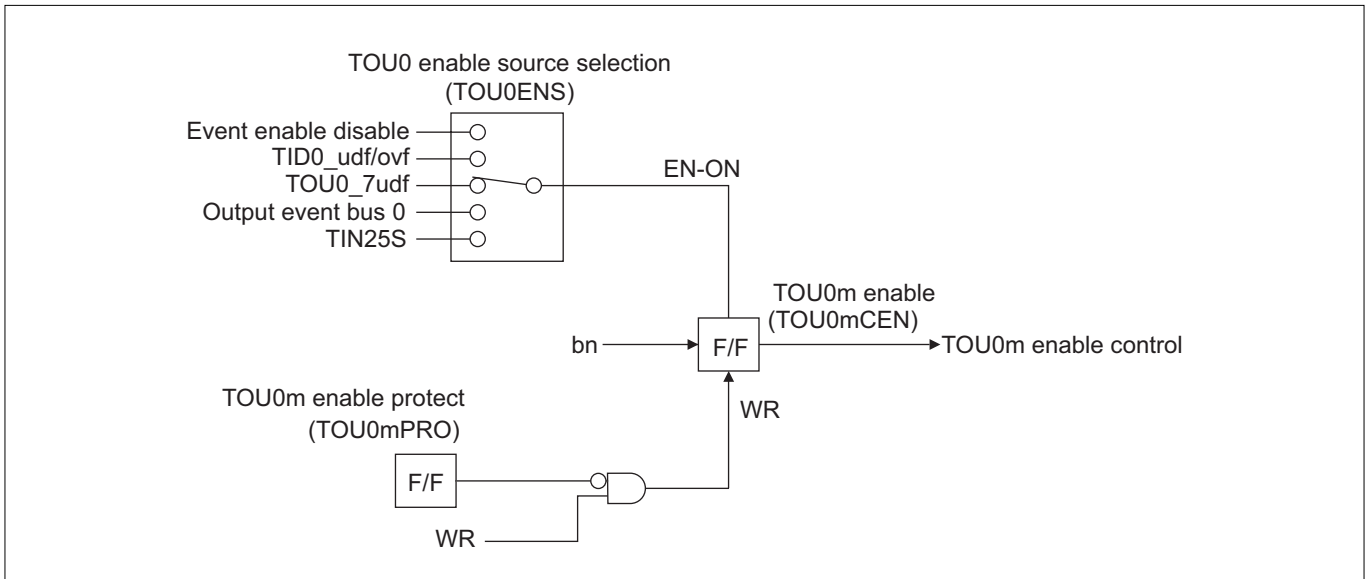 TOU0 enable source selection
(TOU0ENS)
Event enable disable
TID0_udf/ovf
TOU0_7udf
Output event bus 0
TIN25S
EN-ON
TOU0m enable
(TOU0mCEN)
bn
F/F
TOU0m enable control
WR
TOU0m enable protect
(TOU0mPRO)
F/F
WR